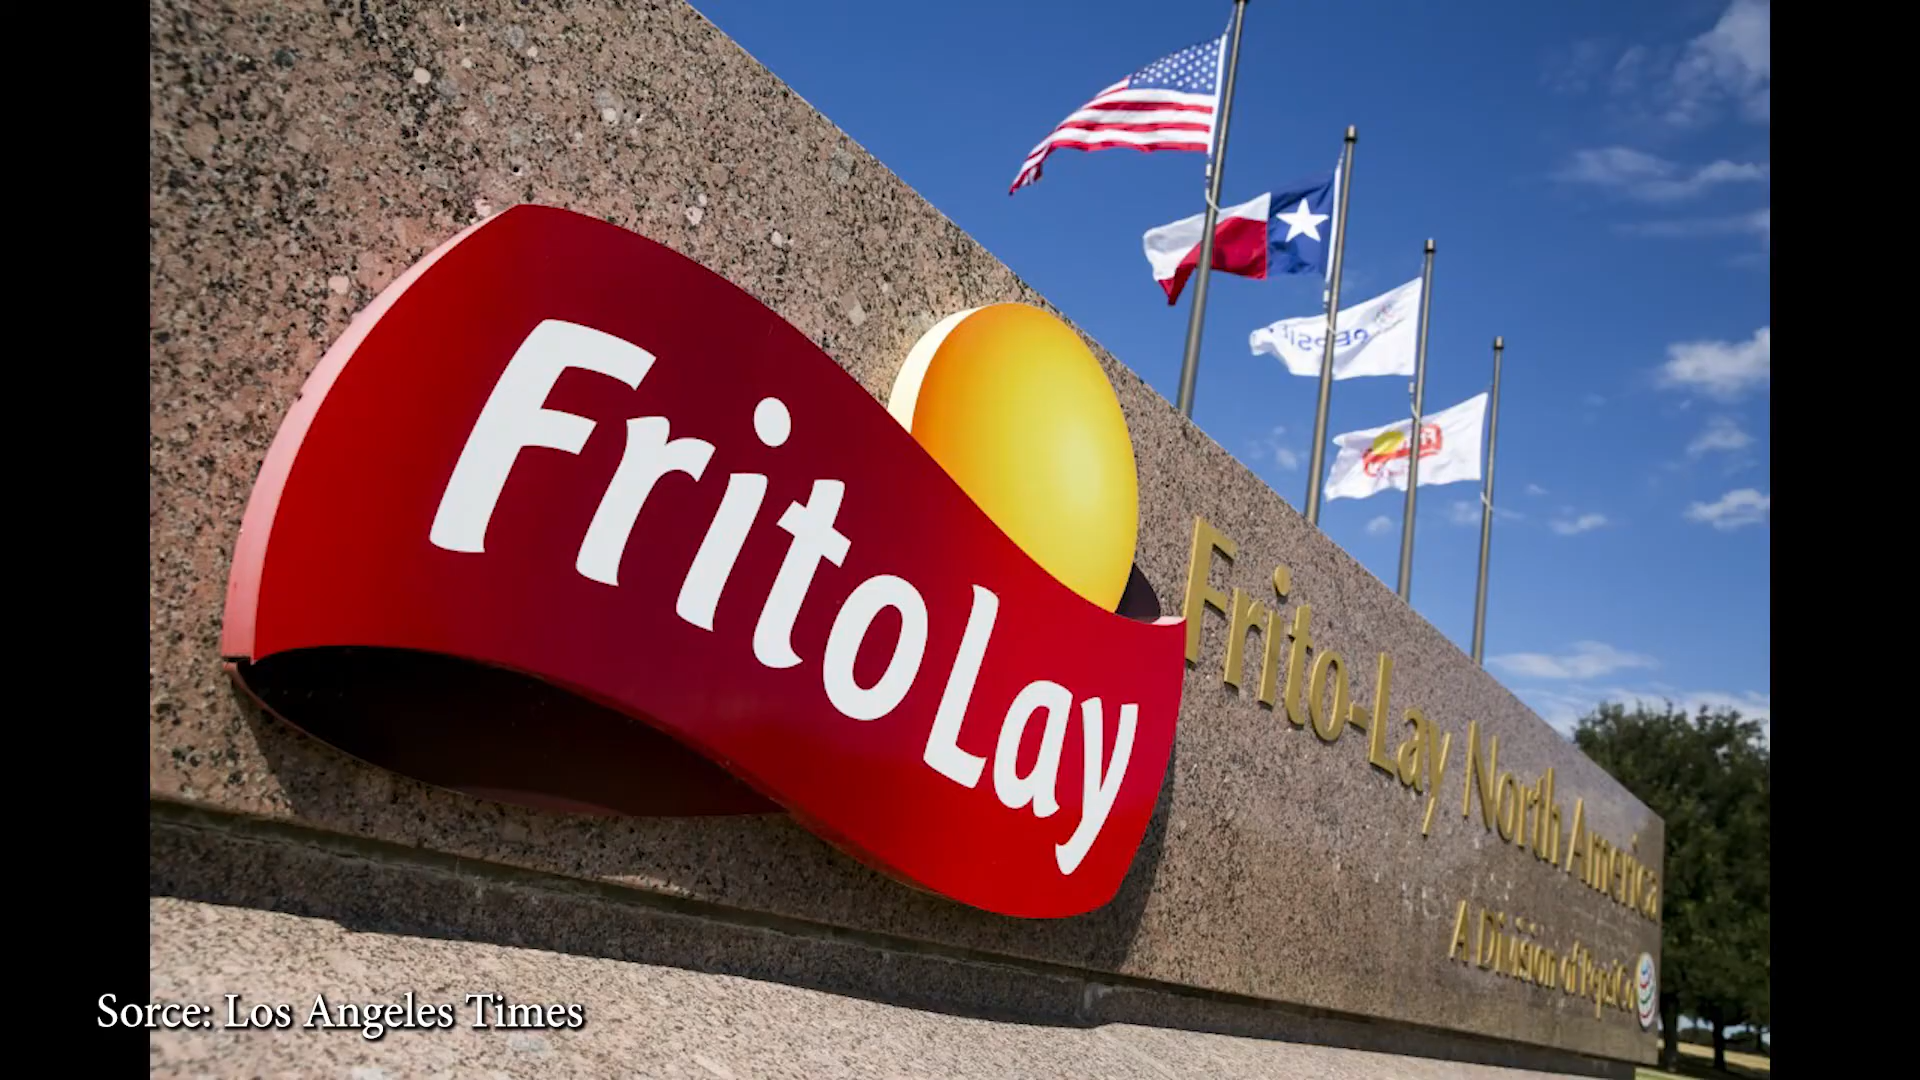 FritoLay
Frito-Lay North America
A Division of PepsiCo
Sorce: Los Angeles Times